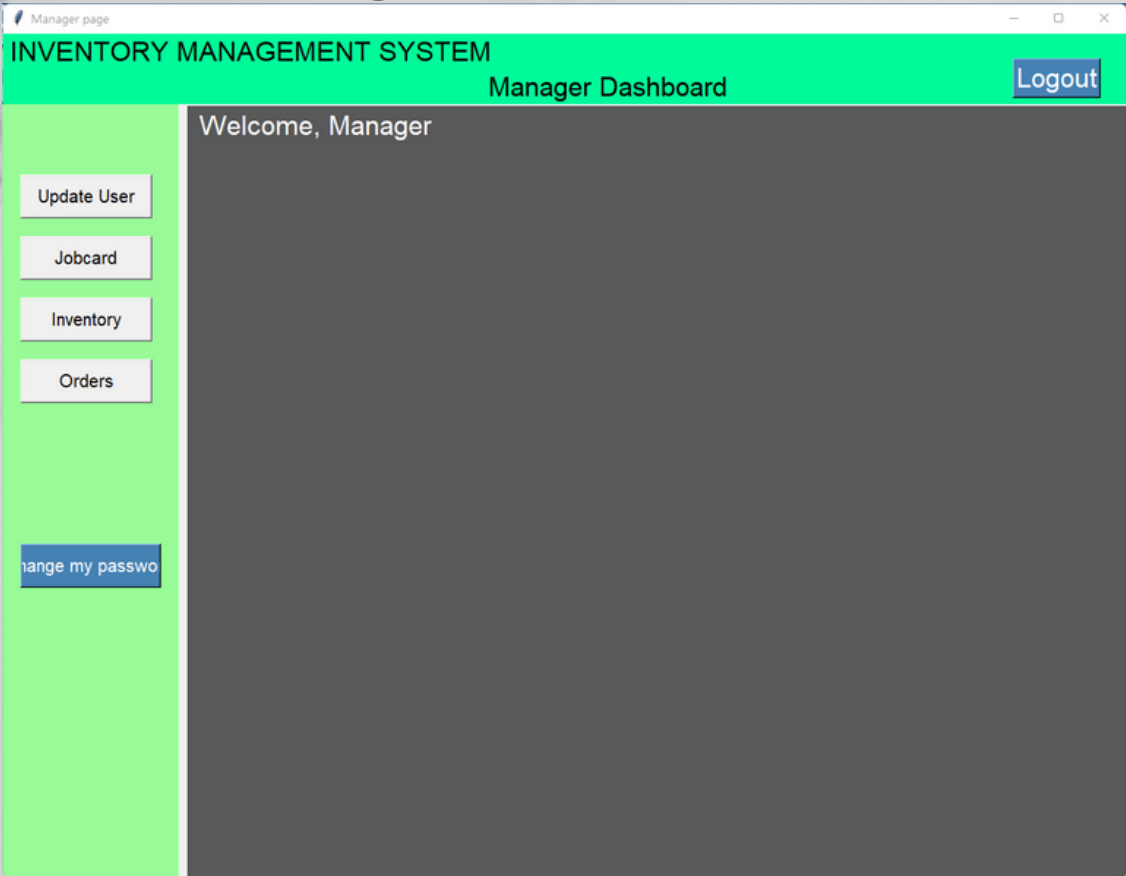 Manager page
INVENTORY MANAGEMENT SYSTEM
Manager Dashboard
Logout
Welcome, Manager
Update User
Jobcard
Inventory
Orders
hange my passwo